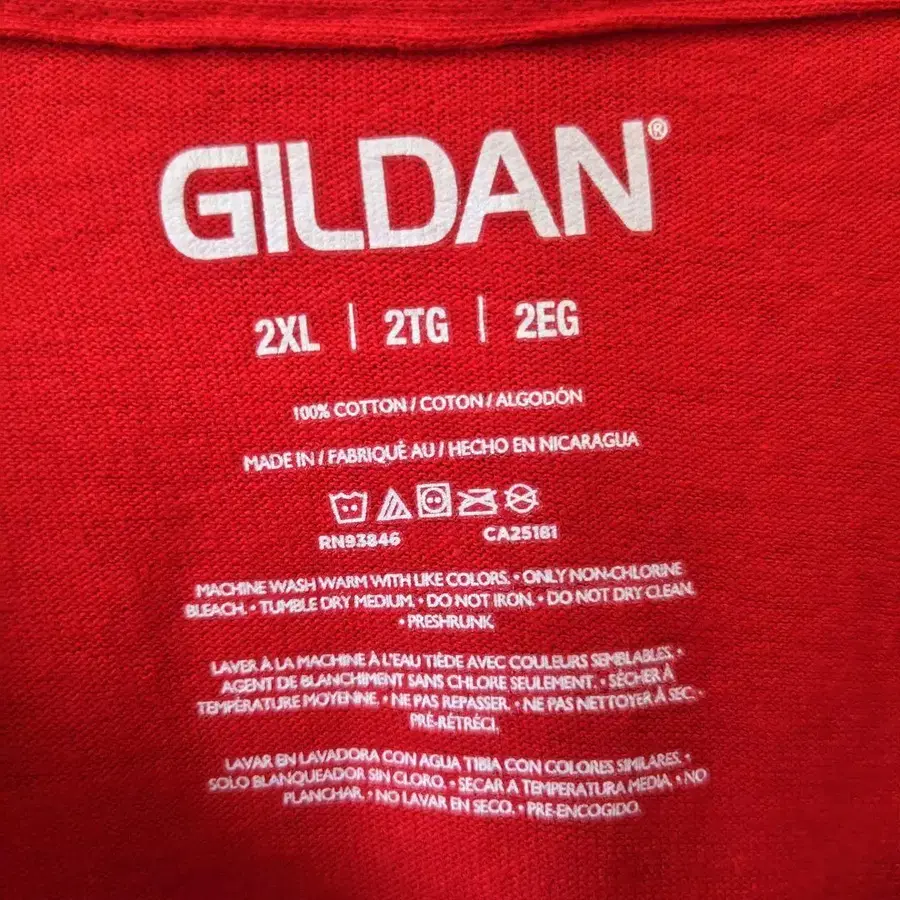 GILDAN®
2XL | 2TG | 2EG
100% COTTON / COTON / ALGODÓN
MADE IN / FABRIQUÉ AU / HECHO EN NICARAGUA
RN93846 CA25181
MACHINE WASH WARM WITH LIKE COLORS. • ONLY NON-CHLORINE
BLEACH. • TUMBLE DRY MEDIUM. • DO NOT IRON. • DO NOT DRY CLEAN.
• PRESHRUNK
LAVER À LA MACHINE À L'EAU TIÈDE AVEC COULEURS SEMBLABLES. •
AGENT DE BLANCHIMENT SANS CHLORE SEULEMENT. • SÉCHER À
TEMPÉRATURE MOYENNE. • NE PAS REPASSER. • NE PAS NETTOYER À SEC. •
PRÉ-RÉTRÉCI.
LAVAR EN LAVADORA CON AGUA TIBIA CON COLORES SIMILARES. •
SOLO BLANQUEADOR SIN CLORO. • SECAR A TEMPERATURA MEDIA. • NO
PLANCHAR. • NO LAVAR EN SECO. • PRE-ENCOGIDO.